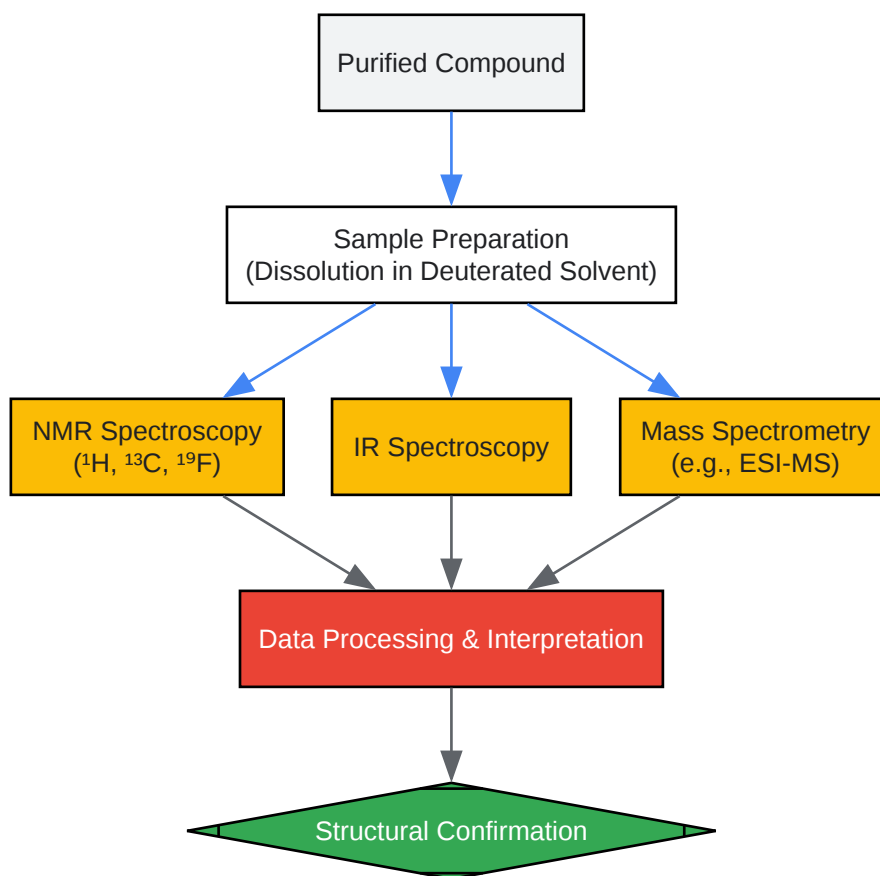 Purified Compound
Sample Preparation
(Dissolution in Deuterated Solvent)
NMR Spectroscopy
(¹H, ¹³C, ¹⁹F)
IR Spectroscopy
Mass Spectrometry
(e.g., ESI-MS)
Data Processing & Interpretation
Structural Confirmation